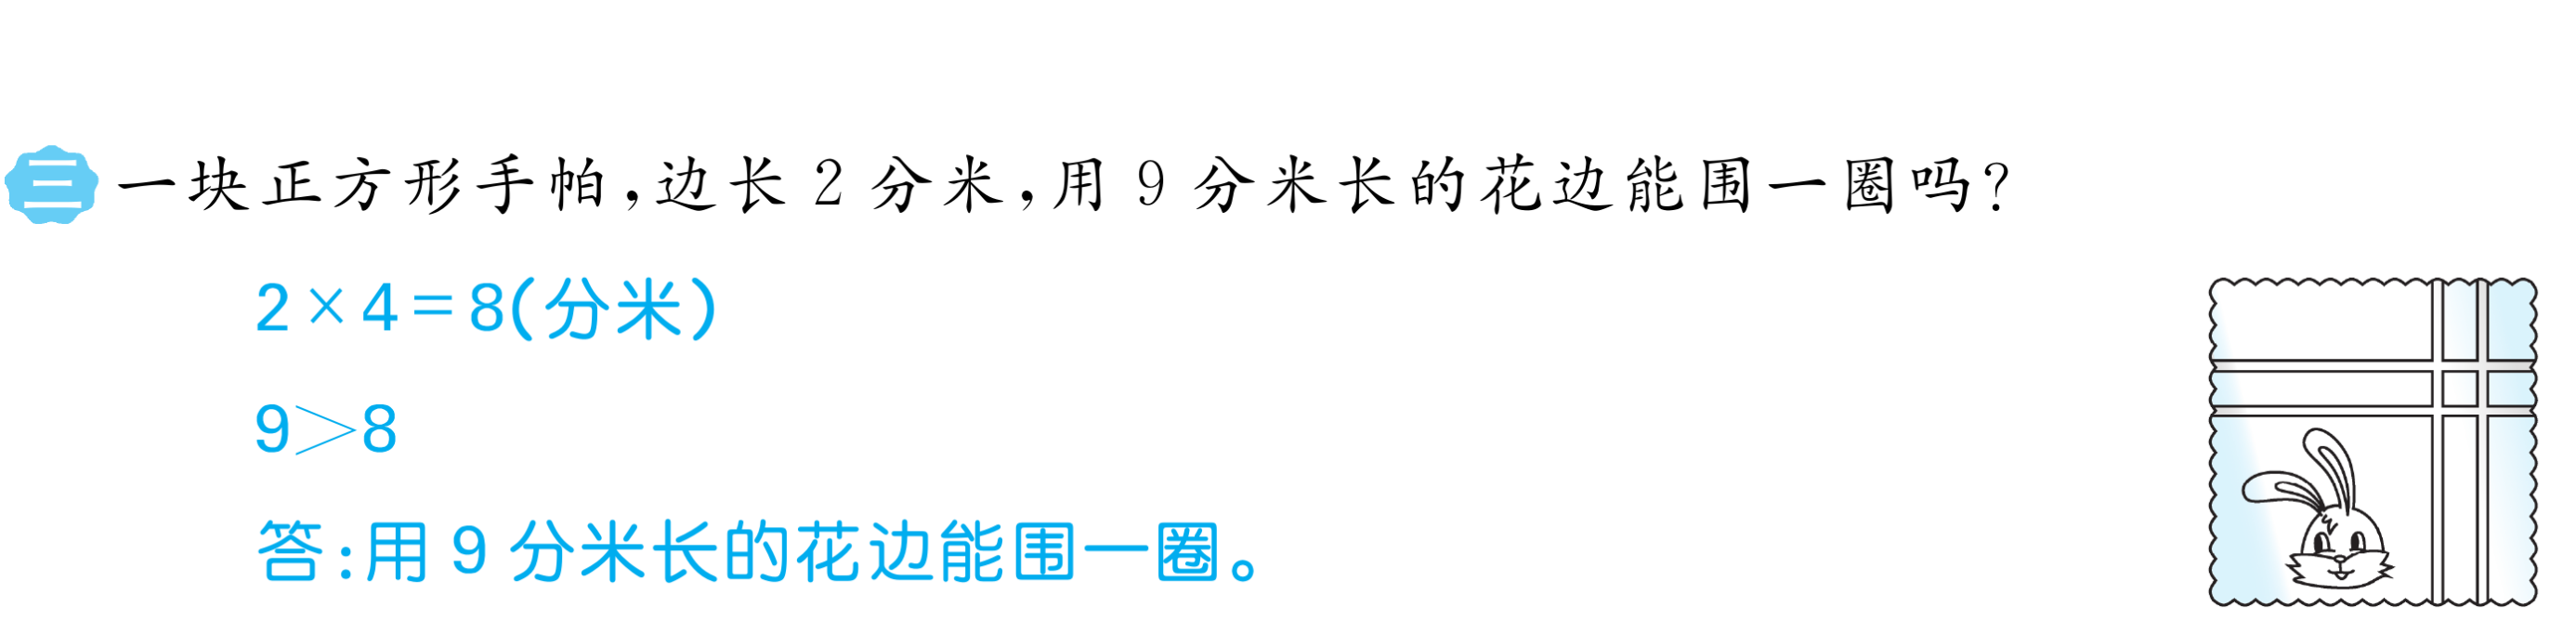 三 一块正方形手帕,边长 2 分米,用 9 分米长的花边能围一圈吗?
2×4=8(分米)
9>8
答:用 9 分米长的花边能围一圈。